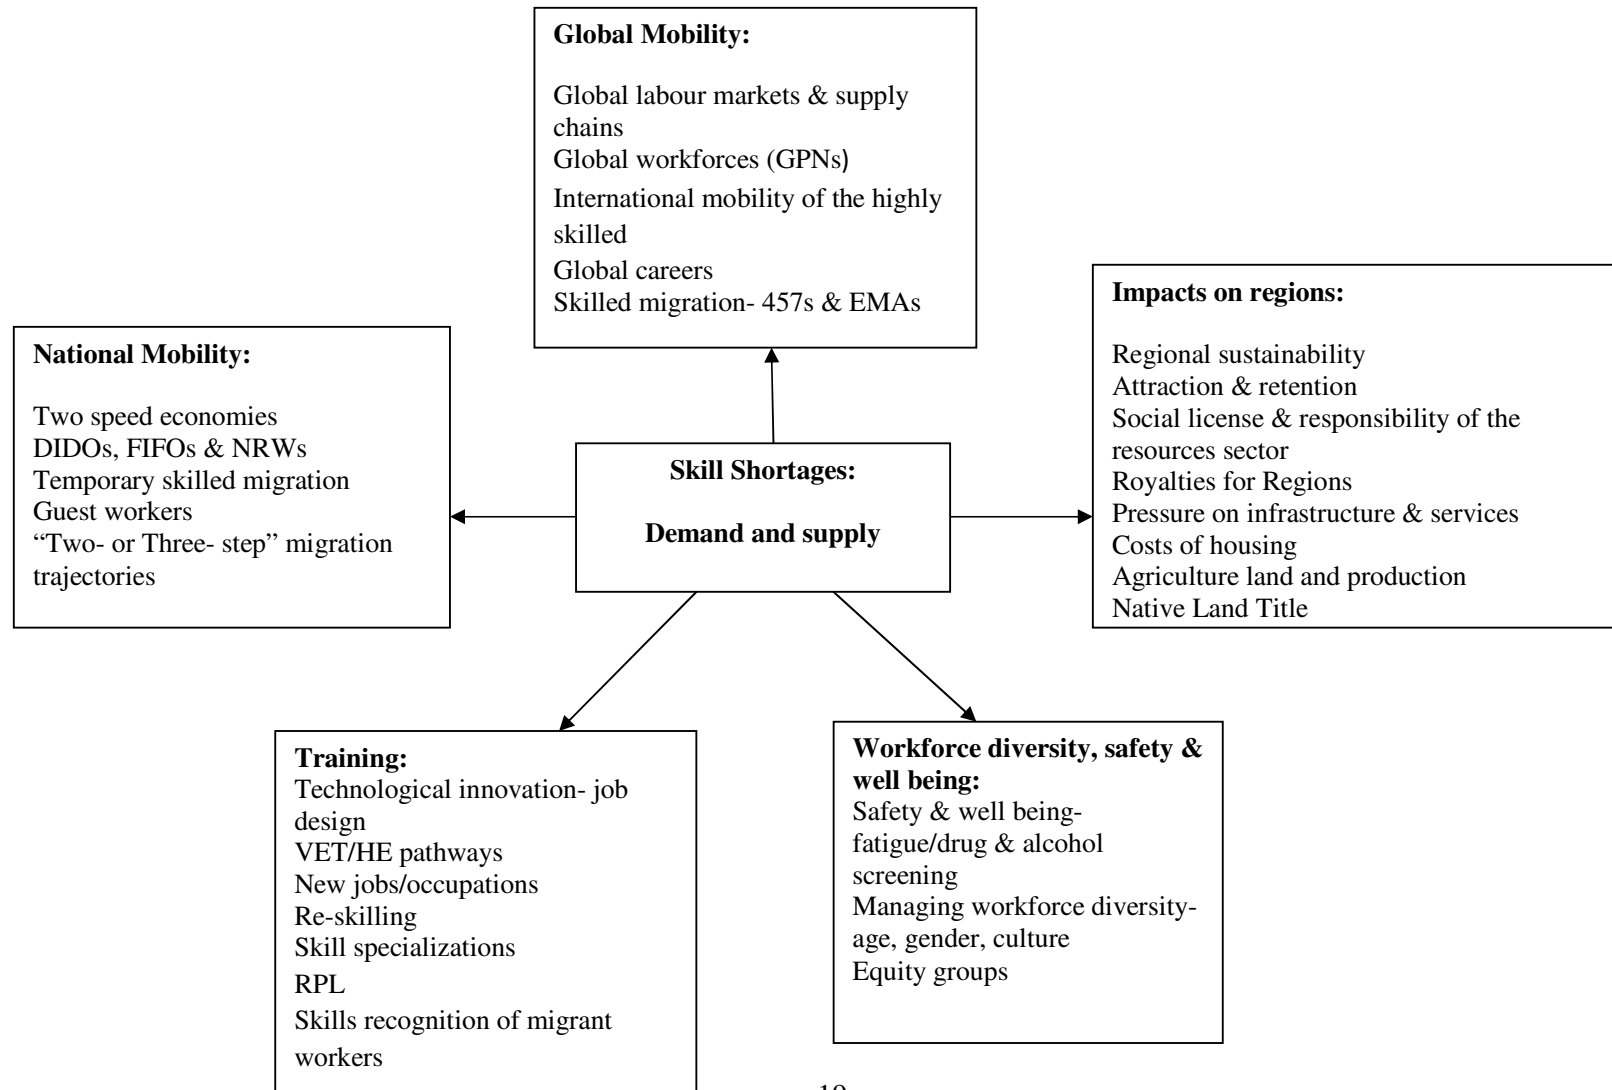 Global Mobility:
Global labour markets & supply
chains
Global workforces (GPNs)
International mobility of the highly
skilled
Global careers
Skilled migration- 457s & EMAs
National Mobility:
Two speed economies
DIDOs, FIFOs & NRWs
Temporary skilled migration
Guest workers
“Two- or Three- step” migration
trajectories
Skill Shortages:
Demand and supply
Impacts on regions:
Regional sustainability
Attraction & retention
Social license & responsibility of the
resources sector
Royalties for Regions
Pressure on infrastructure & services
Costs of housing
Agriculture land and production
Native Land Title
Training:
Technological innovation- job
design
VET/HE pathways
New jobs/occupations
Re-skilling
Skill specializations
RPL
Skills recognition of migrant
workers
Workforce diversity, safety &
well being:
Safety & well being-
fatigue/drug & alcohol
screening
Managing workforce diversity-
age, gender, culture
Equity groups